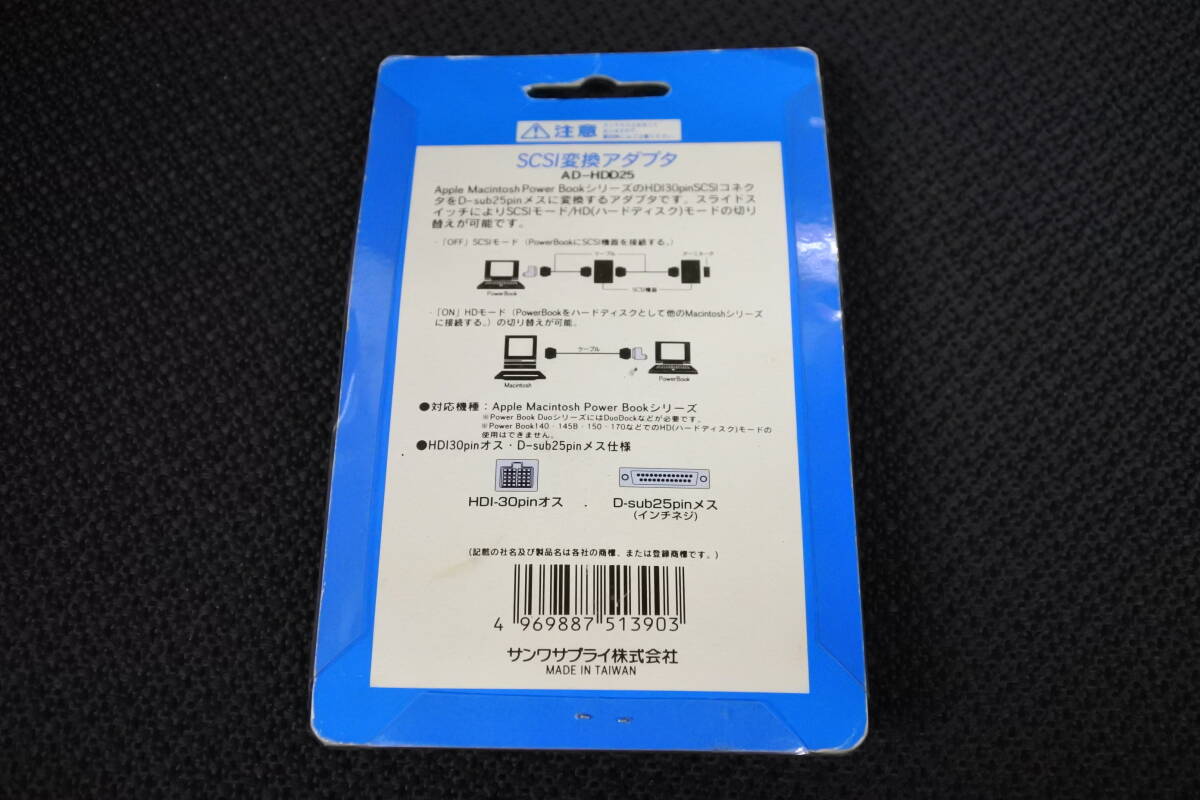 注意
SCSI変換アダプタ
AD-HDD25
Apple Macintosh Power BookシリーズのHDI30pinSCSIコネク
タをD-sub25pinメスに変換するアダプタです。スライドス
イッチによりSCSIモード/HD(ハードディスク)モードの切り
替えが可能です。
・「OFF」SCSIモード（PowerBookにSCSI機器を接続する。）
ケーブル
ターミネータ
PowerBook
SCSI機器
・「ON」HDモード（PowerBookをハードディスクとして他のMacintoshシリーズ
に接続する。）の切り替えが可能。
ケーブル
Macintosh
PowerBook
●対応機種：Apple Macintosh Power Bookシリーズ
※Power Book DuoシリーズにはDuoDockなどが必要です。
※Power Book140・145B・150・170などでのHD(ハードディスク)モードの
使用はできません。
●HDI30pinオス・D-sub25pinメス仕様
HDI-30pinオス
D-sub25pinメス
(インチネジ)
(記載の社名及び製品名は各社の商標、または登録商標です。)
4 969887 513903
サンワサプライ株式会社
MADE IN TAIWAN